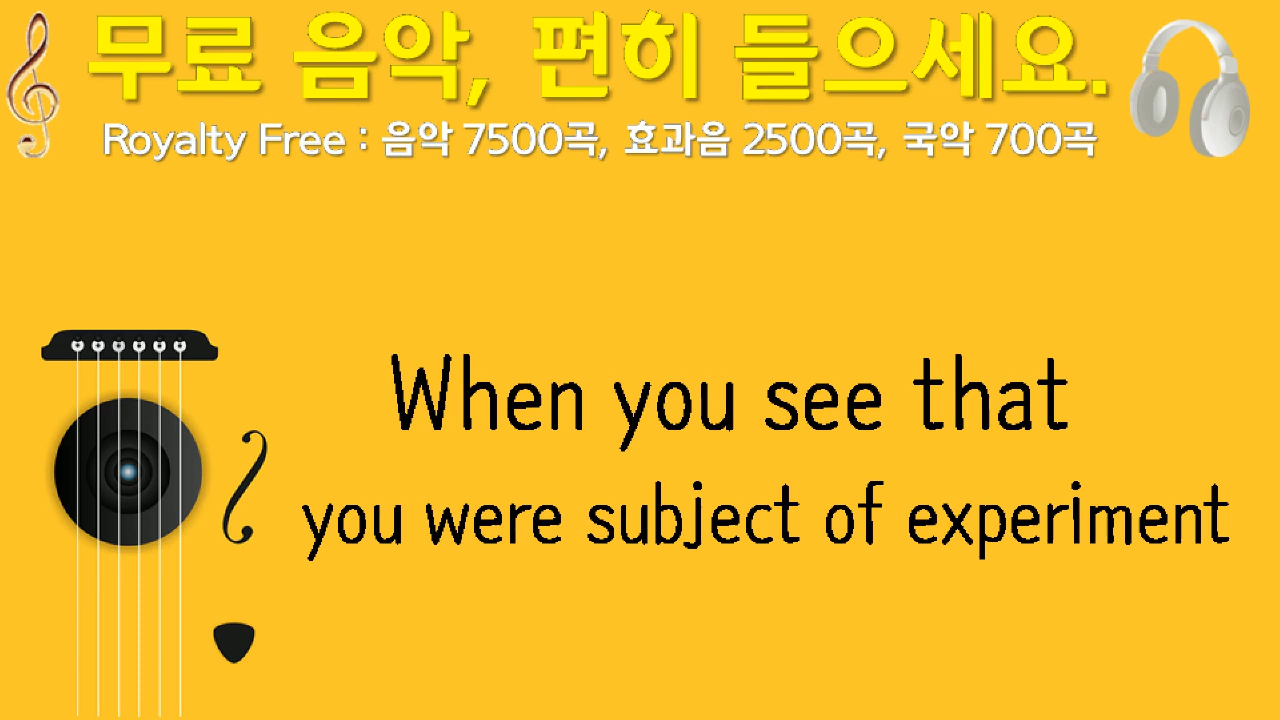 무료 음악, 편히 들으세요.
Royalty Free : 음악 7500곡, 효과음 2500곡, 국악 700곡
When you see that
you were subject of experiment